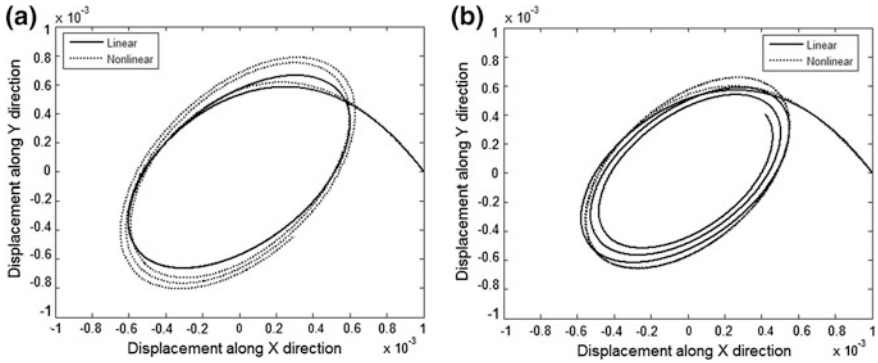 (a)
x 10⁻³
1
0.8
0.6
0.4
0.2
0
-0.2
-0.4
-0.6
-0.8
-1
Displacement along Y direction
Linear
Nonlinear
-1 -0.8 -0.6 -0.4 -0.2 0 0.2 0.4 0.6 0.8 1
Displacement along X direction
x 10⁻³
(b)
x 10⁻³
1
0.8
0.6
0.4
0.2
0
-0.2
-0.4
-0.6
-0.8
-1
Displacement along Y direction
Linear
Nonlinear
-1 -0.8 -0.6 -0.4 -0.2 0 0.2 0.4 0.6 0.8 1
Displacement along X direction
x 10⁻³